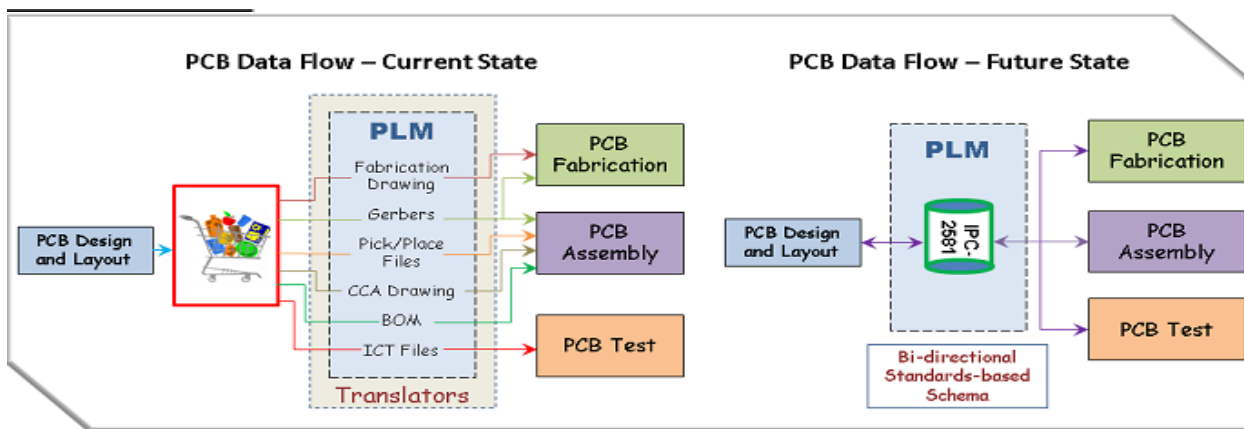 PCB Data Flow – Current State
PLM
Fabrication
Drawing
Gerbers
Pick/Place
Files
CCA Drawing
BOM
ICT Files
Translators
PCB Design
and Layout
PCB
Fabrication
PCB
Assembly
PCB Test
PCB Data Flow – Future State
PCB Design
and Layout
PLM
IPC-
2581
Bi-directional
Standards-based
Schema
PCB
Fabrication
PCB
Assembly
PCB Test